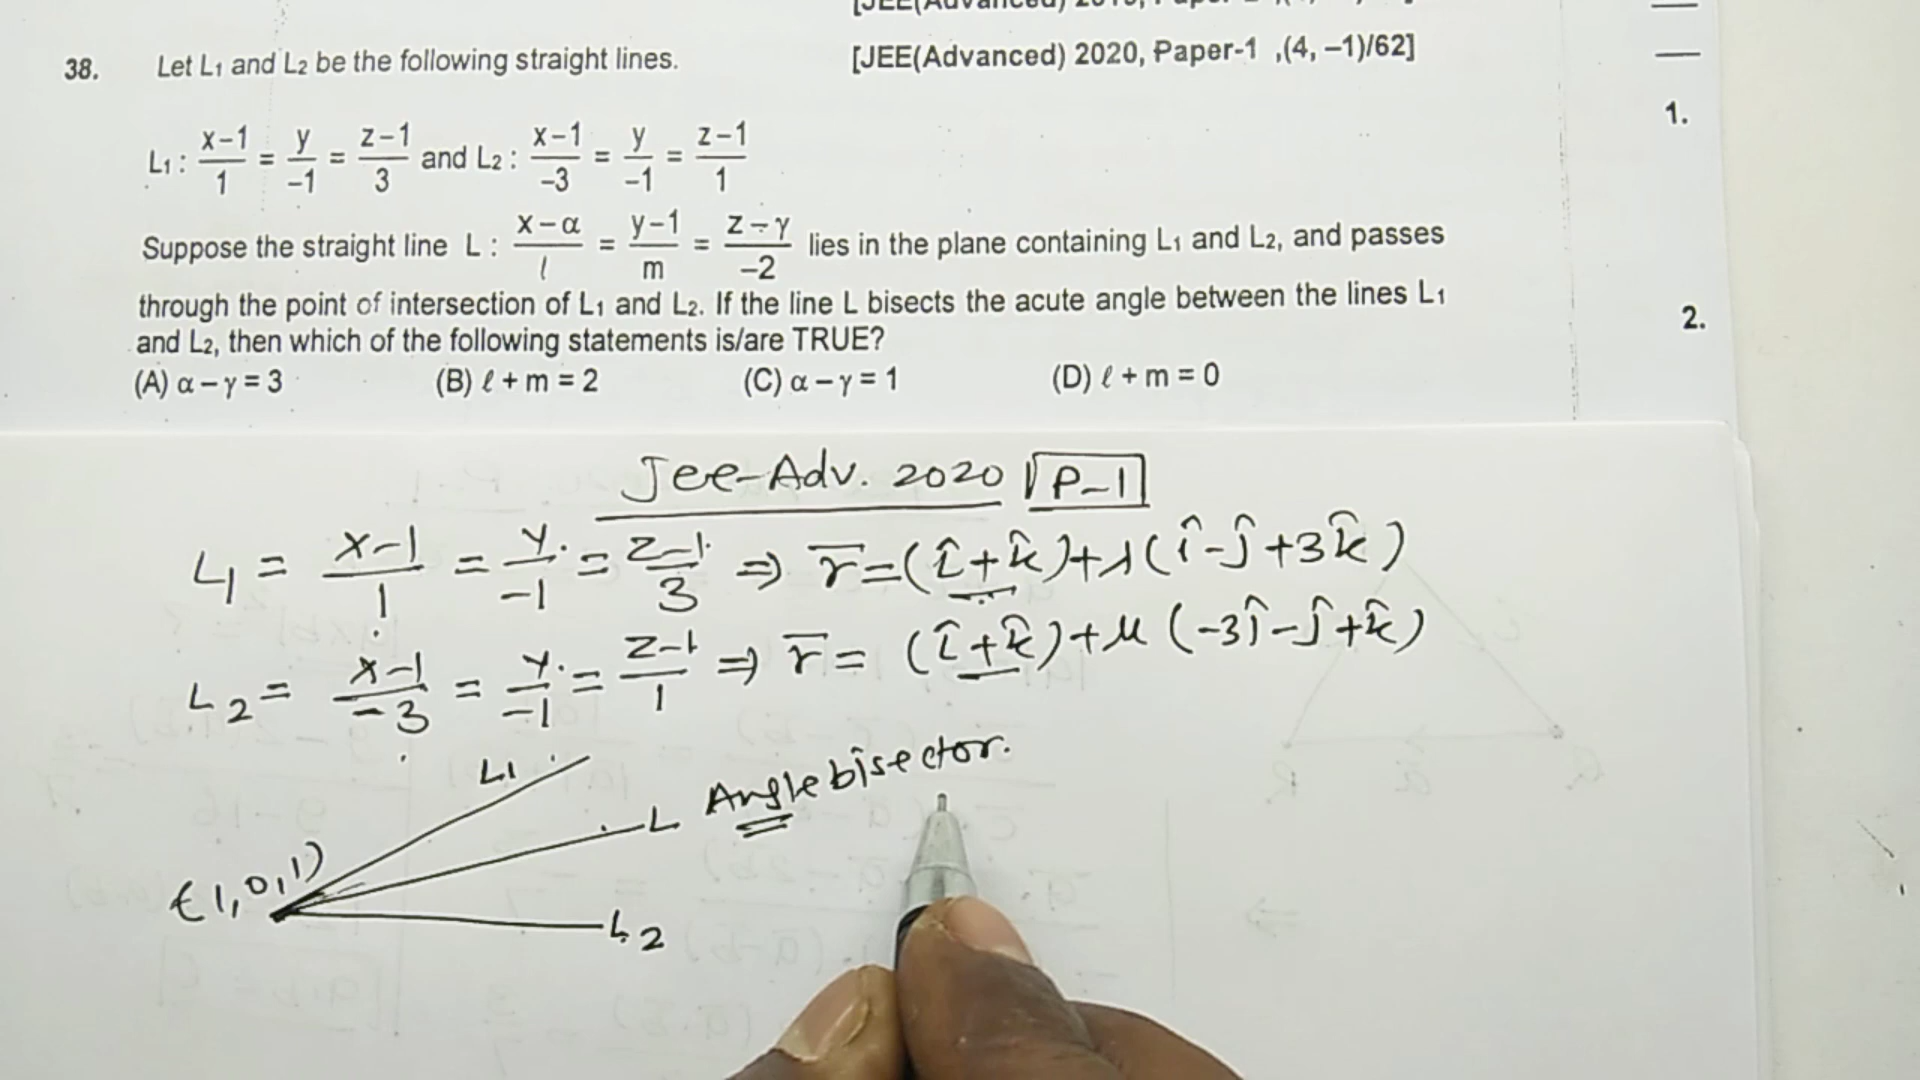 38. Let L₁ and L₂ be the following straight lines. [JEE(Advanced) 2020, Paper-1 ,(4, –1)/62]
1.
L₁ : (x−1)/1 = y/−1 = (z−1)/3 and L₂ : (x−1)/−3 = y/−1 = (z−1)/1
Suppose the straight line L : (x−α)/l = (y−1)/m = (z−γ)/−2 lies in the plane containing L₁ and L₂, and passes
through the point of intersection of L₁ and L₂. If the line L bisects the acute angle between the lines L₁
2.
and L₂, then which of the following statements is/are TRUE?
(A) α – γ = 3 (B) ℓ + m = 2 (C) α – γ = 1 (D) ℓ + m = 0
Jee-Adv. 2020 P-1
L₁ = (x-1)/1 = y/-1 = (z-1)/3 ⇒ r̄ = (î+k̂)+λ(î-ĵ+3k̂)
L₂ = (x-1)/-3 = y/-1 = (z-1)/1 ⇒ r̄ = (î+k̂)+μ(-3î-ĵ+k̂)
L₁
L Angle bisector.
(1,0,1)
L₂